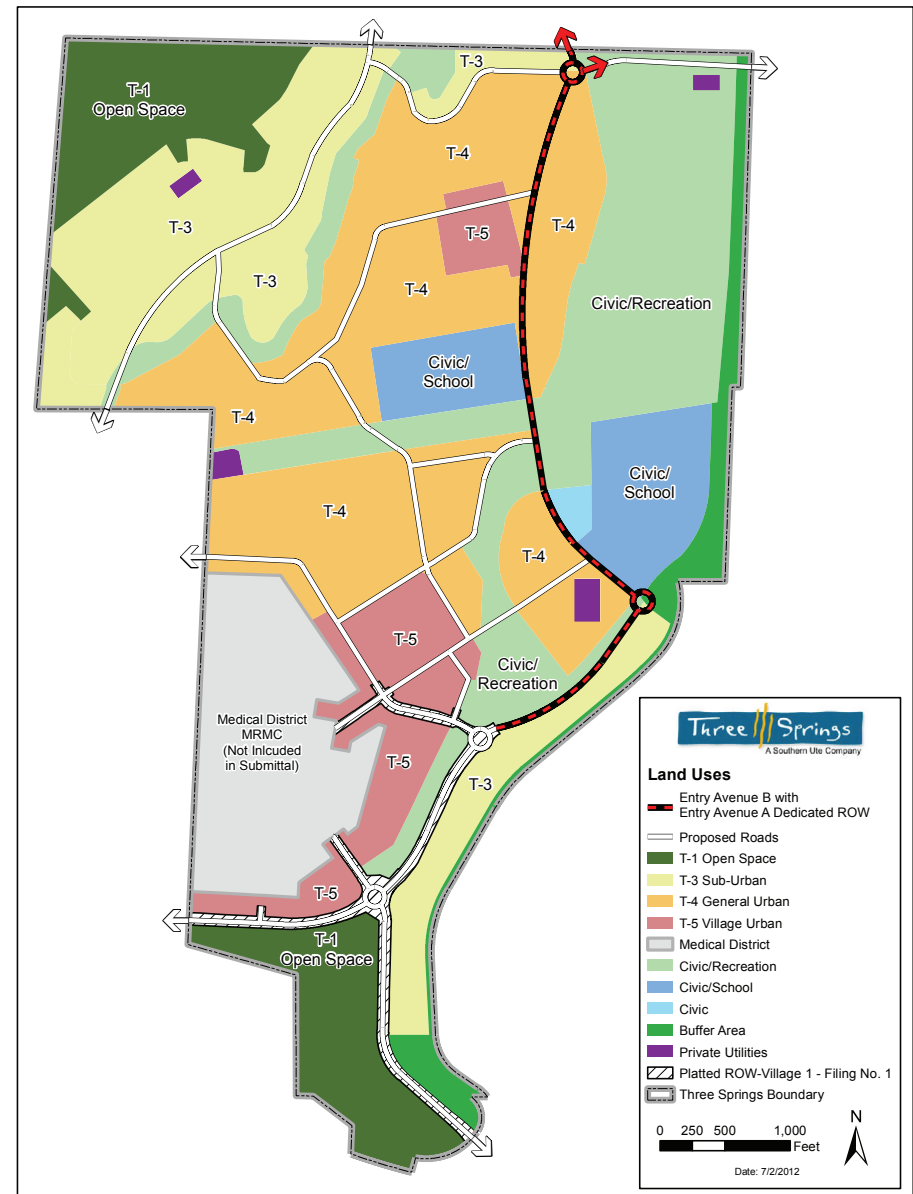 T-1
Open Space
T-3
T-4
T-3
T-5
T-4
T-3
T-4
Civic/Recreation
Civic/
School
T-4
Civic/
School
T-4
T-4
T-5
Civic/
Recreation
Medical District
MRMC
(Not Inlcuded
in Submittal)
T-5
T-3
T-5
T-1
Open Space
Three Springs
A Southern Ute Company
Land Uses
Entry Avenue B with
Entry Avenue A Dedicated ROW
Proposed Roads
T-1 Open Space
T-3 Sub-Urban
T-4 General Urban
T-5 Village Urban
Medical District
Civic/Recreation
Civic/School
Civic
Buffer Area
Private Utilities
Platted ROW-Village 1 - Filing No. 1
Three Springs Boundary
0 250 500 1,000
Feet
N
Date: 7/2/2012